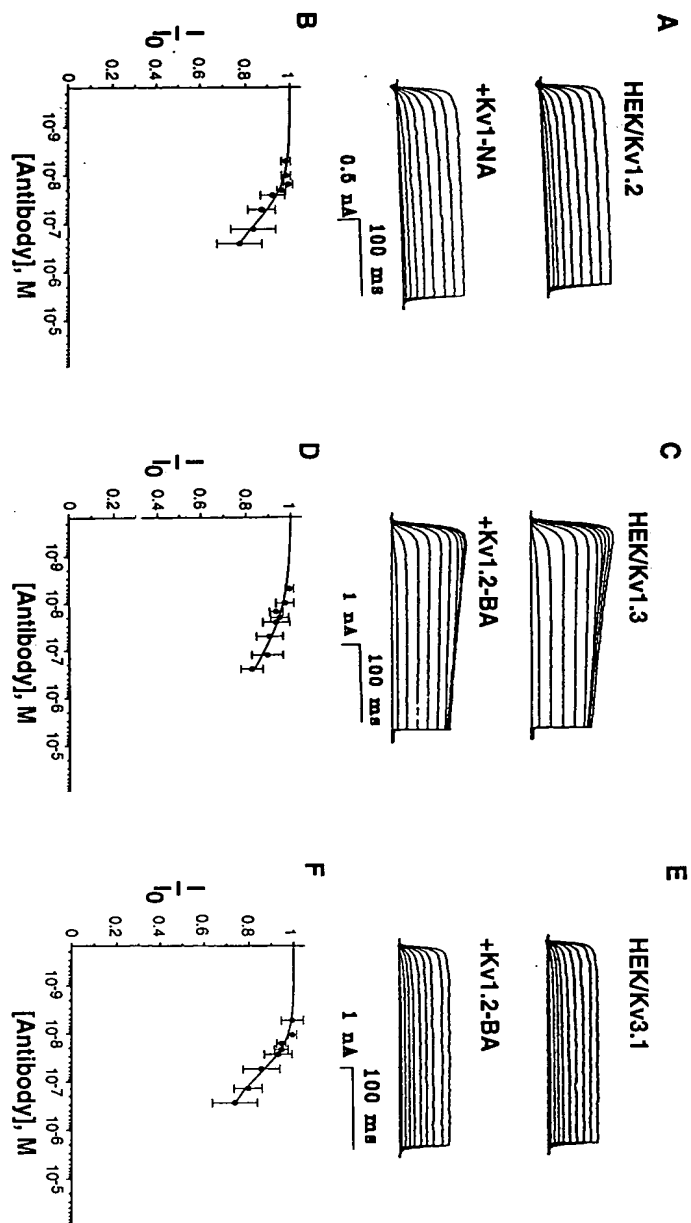 A
HEK/Kv1.2
+Kv1-NA
100 ms
0.5 nA
B
I
I0
1
0.8
0.6
0.4
0.2
0
10-9
10-8
10-7
10-6
10-5
[Antibody], M
C
HEK/Kv1.3
+Kv1.2-BA
100 ms
1 nA
D
I
I0
1
0.8
0.6
0.4
0.2
0
10-9
10-8
10-7
10-6
10-5
[Antibody], M
E
HEK/Kv3.1
+Kv1.2-BA
100 ms
1 nA
F
I
I0
1
0.8
0.6
0.4
0.2
0
10-9
10-8
10-7
10-6
10-5
[Antibody], M